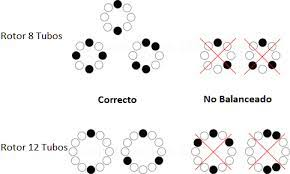 Rotor 8 Tubos
Correcto
No Balanceado
Rotor 12 Tubos